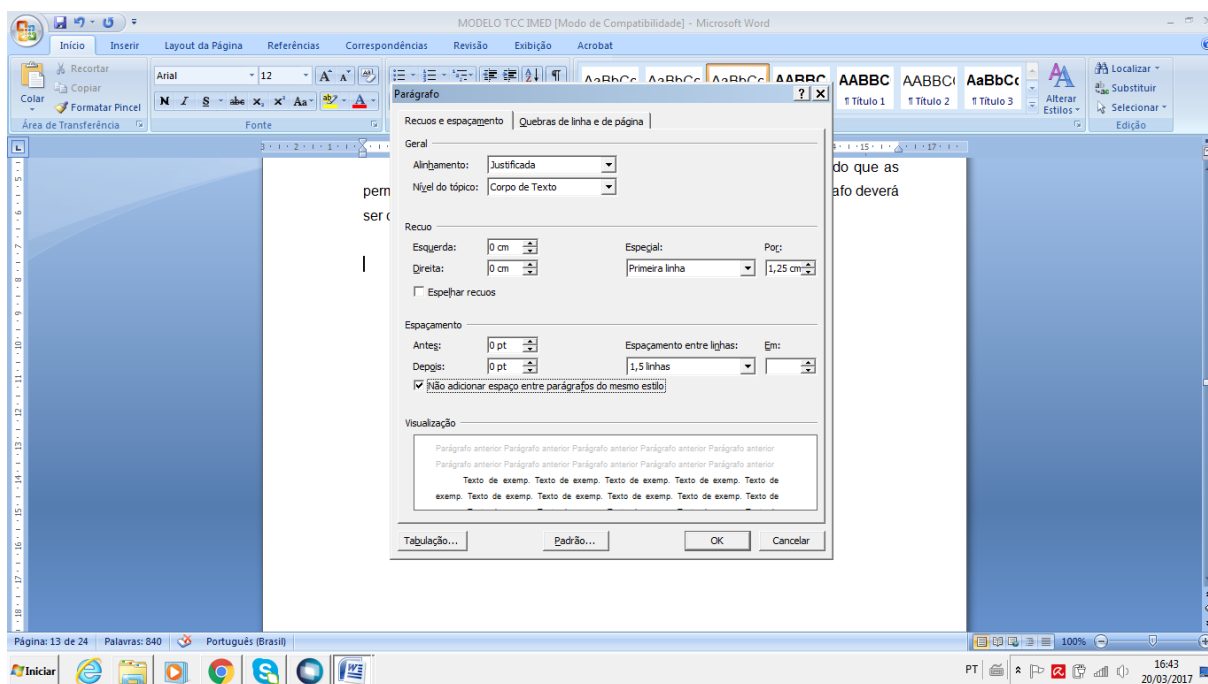 MODELO TCC IMED [Modo de Compatibilidade] - Microsoft Word
Início Inserir Layout da Página Referências Correspondências Revisão Exibição Acrobat
Colar
Recortar
Copiar
Formatar Pincel
Área de Transferência
Arial 12
N I S abc x₂ x² Aa
Fonte
AaBbCc AaBbCc AaBbCc AABBC AABBC AABBC AaBbCc
¶ Título 1 ¶ Título 2 ¶ Título 3
Alterar Estilos
Localizar
Substituir
Selecionar
Edição
do que as
pern afo deverá
ser
Parágrafo
Recuos e espaçamento Quebras de linha e de página
Geral
Alinhamento: Justificada
Nível do tópico: Corpo de Texto
Recuo
Esquerda: 0 cm Especial: Por:
Direita: 0 cm Primeira linha 1,25 cm
Espelhar recuos
Espaçamento
Antes: 0 pt Espaçamento entre linhas: Em:
Depois: 0 pt 1,5 linhas
Não adicionar espaço entre parágrafos do mesmo estilo
Visualização
Parágrafo anterior Parágrafo anterior Parágrafo anterior Parágrafo anterior Parágrafo anterior
Parágrafo anterior Parágrafo anterior Parágrafo anterior Parágrafo anterior Parágrafo anterior
Texto de exemp. Texto de exemp. Texto de exemp. Texto de exemp. Texto de
exemp. Texto de exemp. Texto de exemp. Texto de exemp. Texto de exemp. Texto de
Tabulação... Padrão... OK Cancelar
Página: 13 de 24 Palavras: 840 Português (Brasil) 100%
Iniciar
PT 16:43
20/03/2017